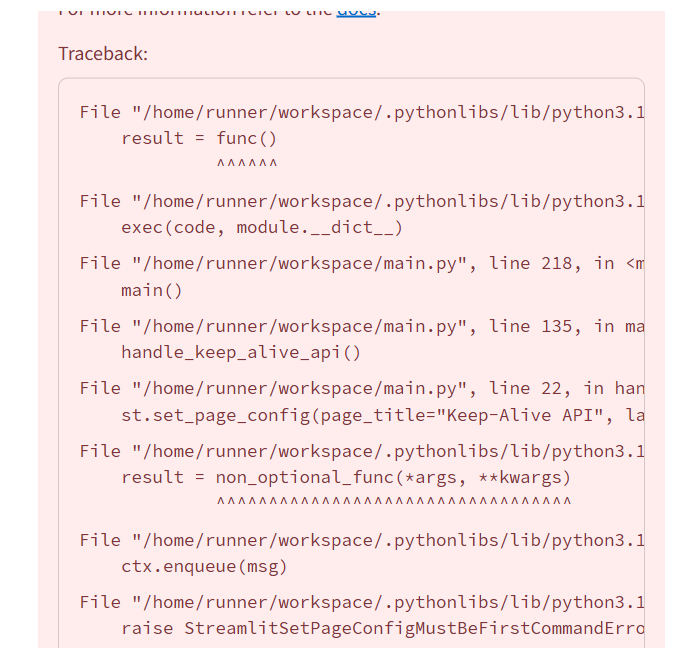 For more information refer to the docs.
Traceback:
File "/home/runner/workspace/.pythonlibs/lib/python3.1
result = func()
^^^^^^
File "/home/runner/workspace/.pythonlibs/lib/python3.1
exec(code, module.__dict__)
File "/home/runner/workspace/main.py", line 218, in <m
main()
File "/home/runner/workspace/main.py", line 135, in ma
handle_keep_alive_api()
File "/home/runner/workspace/main.py", line 22, in han
st.set_page_config(page_title="Keep-Alive API", la
File "/home/runner/workspace/.pythonlibs/lib/python3.1
result = non_optional_func(*args, **kwargs)
^^^^^^^^^^^^^^^^^^^^^^^^^^^^^^^^^^
File "/home/runner/workspace/.pythonlibs/lib/python3.1
ctx.enqueue(msg)
File "/home/runner/workspace/.pythonlibs/lib/python3.1
raise StreamlitSetPageConfigMustBeFirstCommandErro